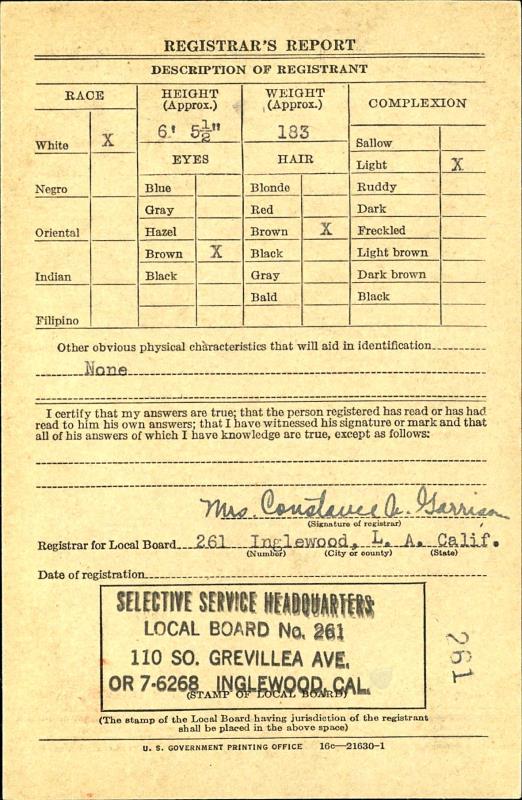 REGISTRAR'S REPORT
DESCRIPTION OF REGISTRANT
RACE
HEIGHT (Approx.)
WEIGHT (Approx.)
COMPLEXION
6' 5½"
183
White X
EYES
HAIR
Sallow
Light X
Negro
Blue
Blonde
Ruddy
Gray
Red
Dark
Oriental
Hazel
Brown X
Freckled
Brown X
Black
Light brown
Indian
Black
Gray
Dark brown
Bald
Black
Filipino
Other obvious physical characteristics that will aid in identification
None
I certify that my answers are true; that the person registered has read or has had
read to him his own answers; that I have witnessed his signature or mark and that
all of his answers of which I have knowledge are true, except as follows:
Mrs. Constance A. Garrison
(Signature of registrar)
Registrar for Local Board 261 Inglewood, L. A. Calif.
(Number) (City or county) (State)
Date of registration
SELECTIVE SERVICE HEADQUARTERS
LOCAL BOARD No. 261
110 SO. GREVILLEA AVE.
OR 7-6268 INGLEWOOD, CAL.
(STAMP OF LOCAL BOARD)
261
(The stamp of the Local Board having jurisdiction of the registrant
shall be placed in the above space)
U. S. GOVERNMENT PRINTING OFFICE 16c—21630-1